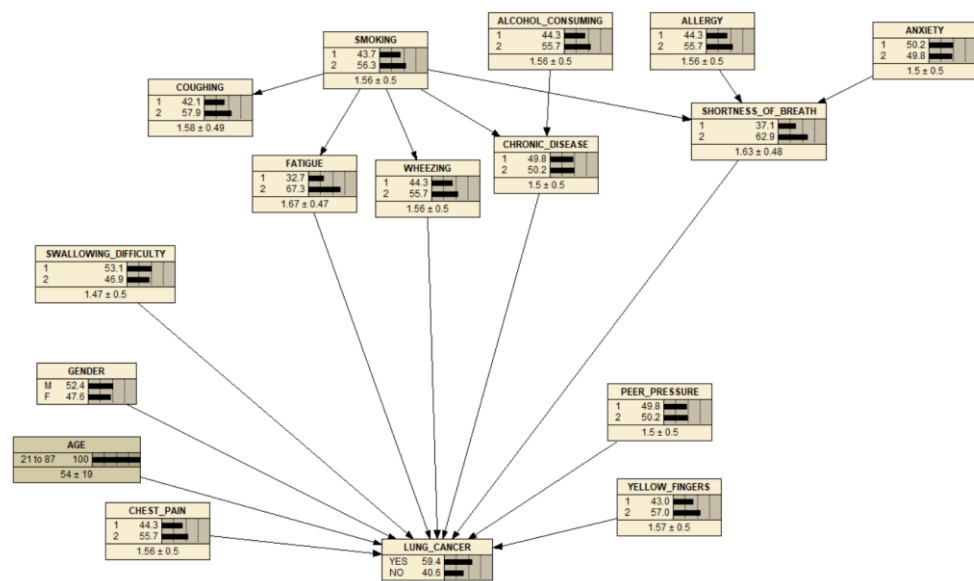 ALCOHOL_CONSUMING
1 44.3
2 55.7
1.56 ± 0.5
ALLERGY
1 44.3
2 55.7
1.56 ± 0.5
ANXIETY
1 50.2
2 49.8
1.5 ± 0.5
SMOKING
1 43.7
2 56.3
1.56 ± 0.5
COUGHING
1 42.1
2 57.9
1.58 ± 0.49
SHORTNESS_OF_BREATH
1 37.1
2 62.9
1.63 ± 0.48
CHRONIC_DISEASE
1 49.8
2 50.2
1.5 ± 0.5
FATIGUE
1 32.7
2 67.3
1.67 ± 0.47
WHEEZING
1 44.3
2 55.7
1.56 ± 0.5
SWALLOWING_DIFFICULTY
1 53.1
2 46.9
1.47 ± 0.5
GENDER
M 52.4
F 47.6
PEER_PRESSURE
1 49.8
2 50.2
1.5 ± 0.5
AGE
21 to 87 100
54 ± 19
YELLOW_FINGERS
1 43.0
2 57.0
1.57 ± 0.5
CHEST_PAIN
1 44.3
2 55.7
1.56 ± 0.5
LUNG_CANCER
YES 59.4
NO 40.6